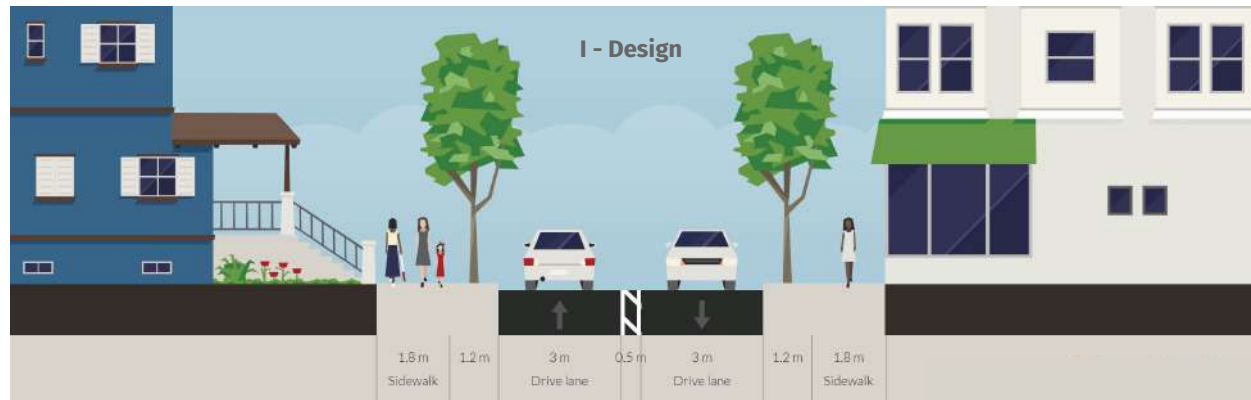 I - Design
1.8 m
1.2 m
3 m
0.5 m
3 m
1.2 m
1.8 m
Sidewalk
Drive lane
Drive lane
Sidewalk